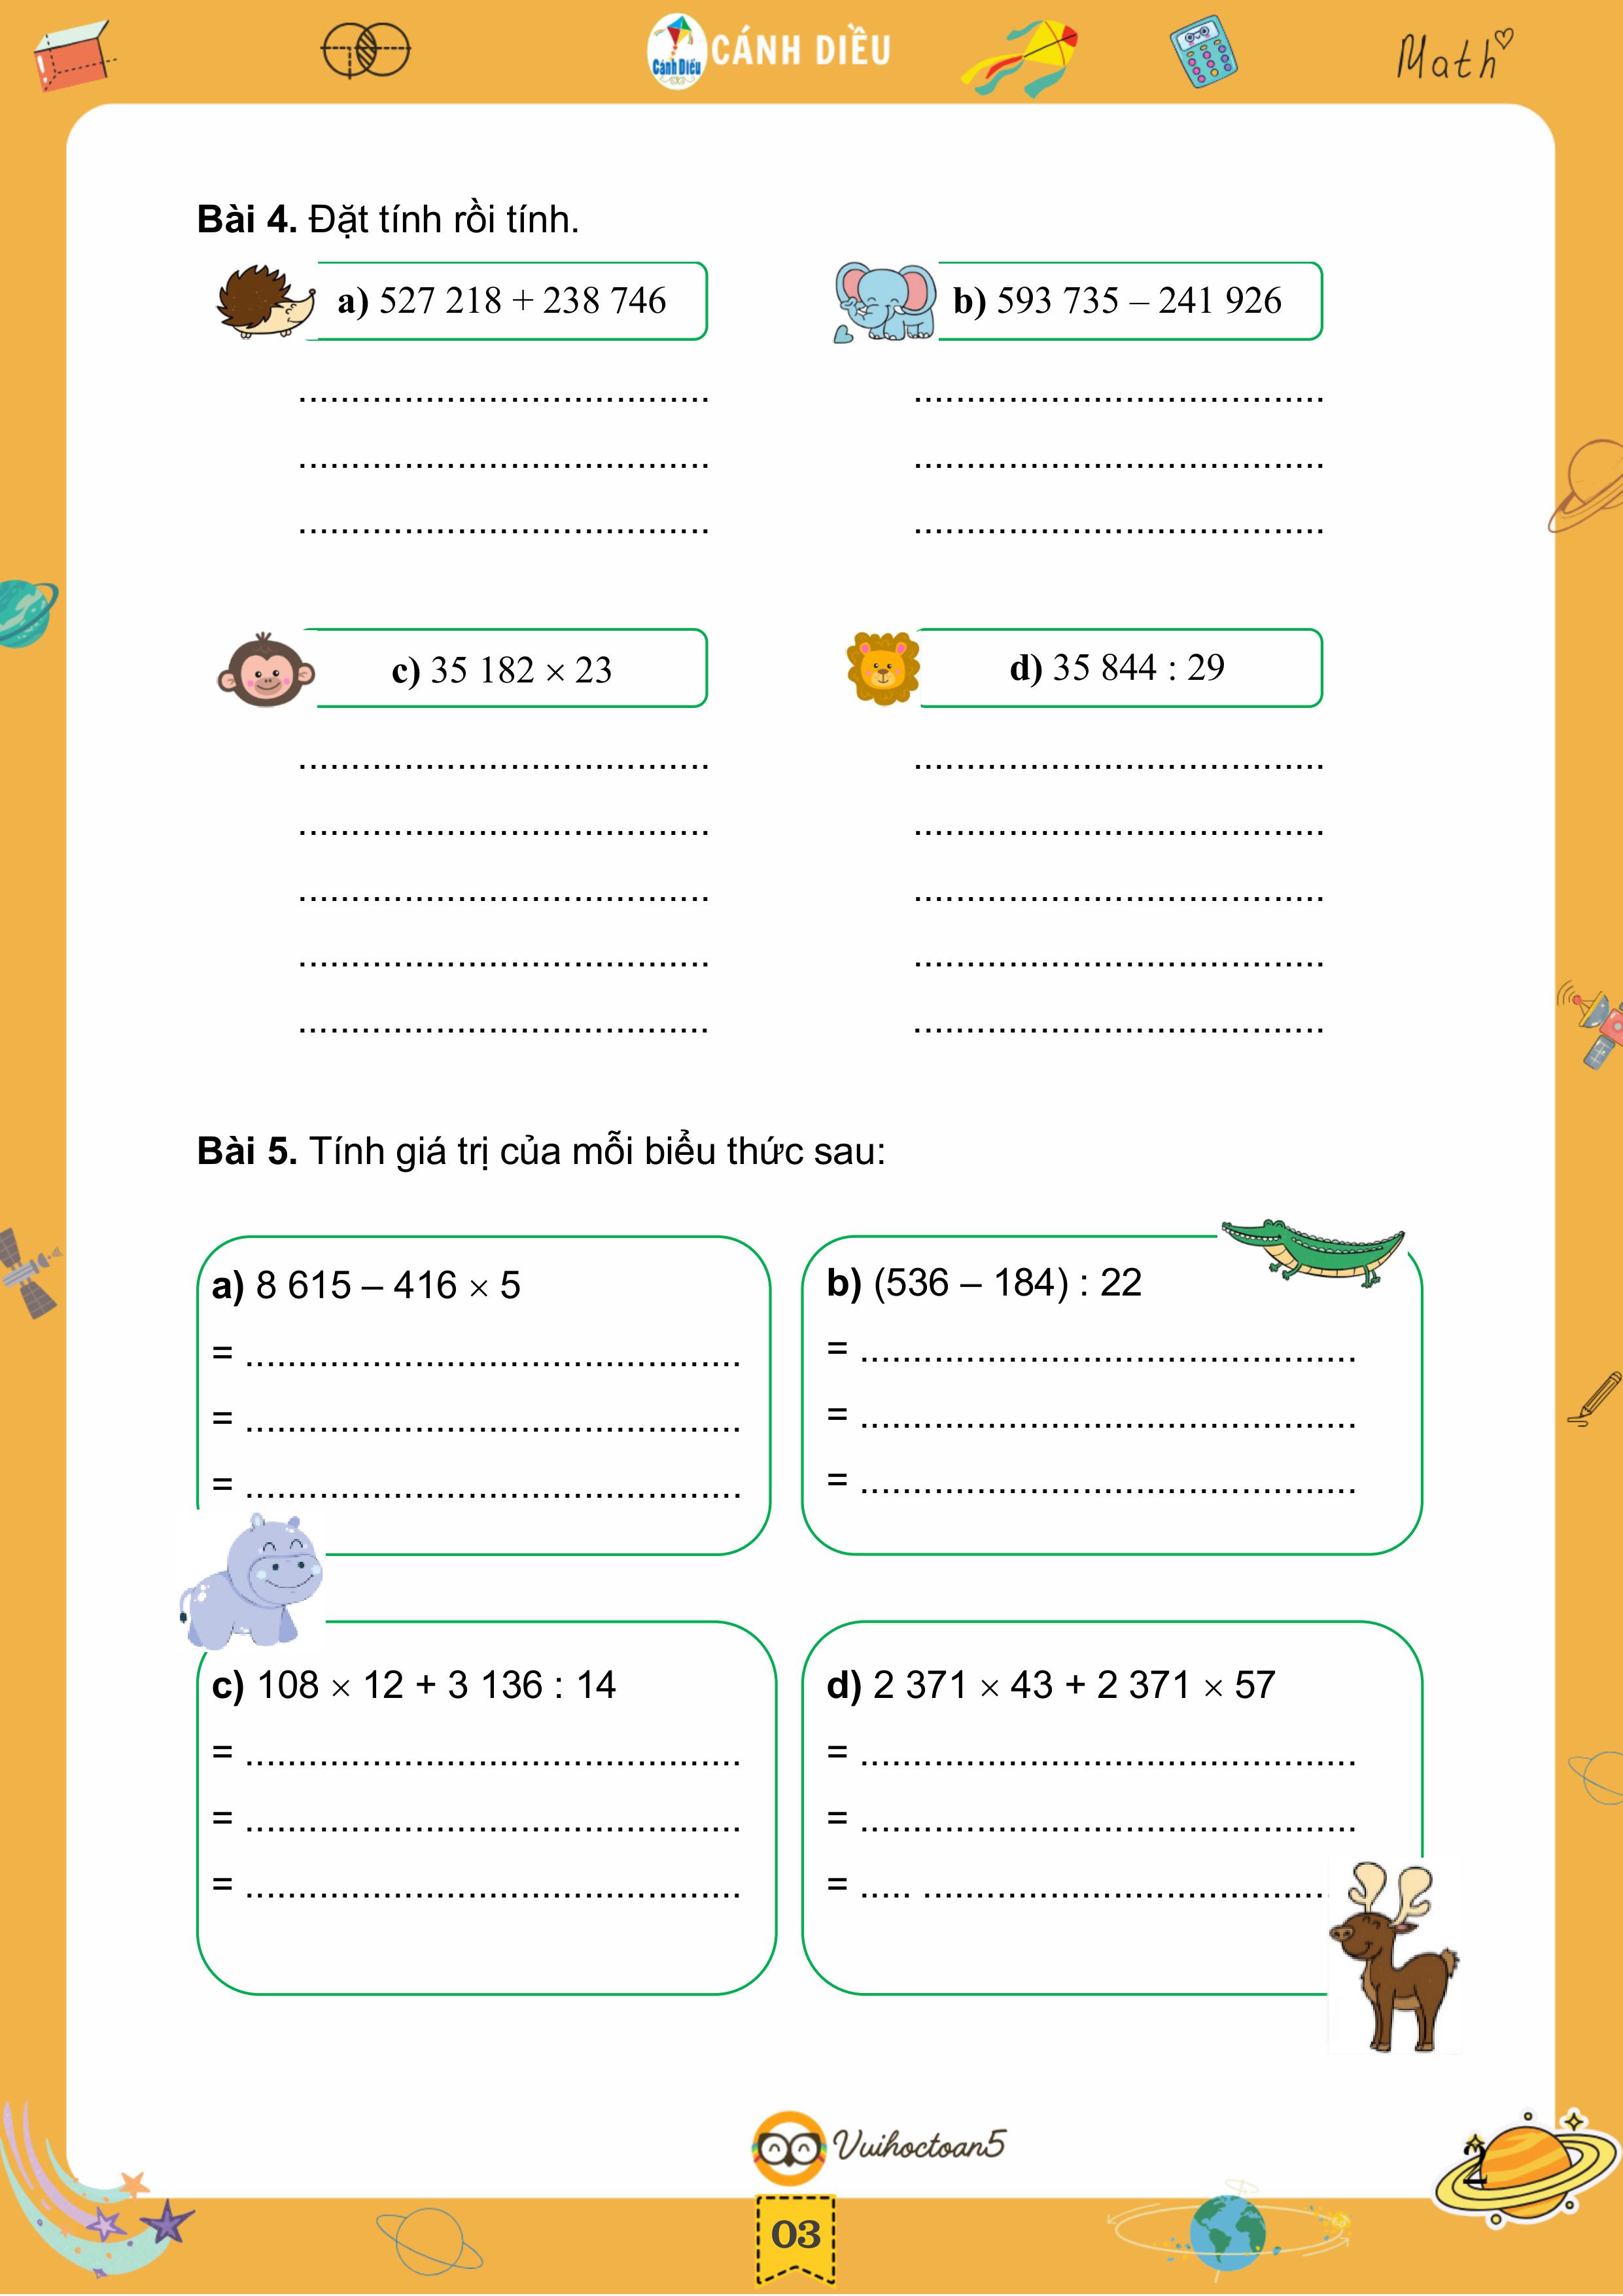 Cánh Diều
CÁNH DIỀU
Math
Bài 4. Đặt tính rồi tính.
a) 527 218 + 238 746
b) 593 735 – 241 926
.......................................
.......................................
.......................................
.......................................
.......................................
.......................................
c) 35 182 × 23
d) 35 844 : 29
.......................................
.......................................
.......................................
.......................................
.......................................
.......................................
.......................................
.......................................
.......................................
.......................................
Bài 5. Tính giá trị của mỗi biểu thức sau:
a) 8 615 – 416 × 5
= ...............................................
= ...............................................
= ...............................................
b) (536 – 184) : 22
= ...............................................
= ...............................................
= ...............................................
c) 108 × 12 + 3 136 : 14
= ...............................................
= ...............................................
= ...............................................
d) 2 371 × 43 + 2 371 × 57
= ...............................................
= ...............................................
= ..... .......................................
Vuihoctoan5
2
03